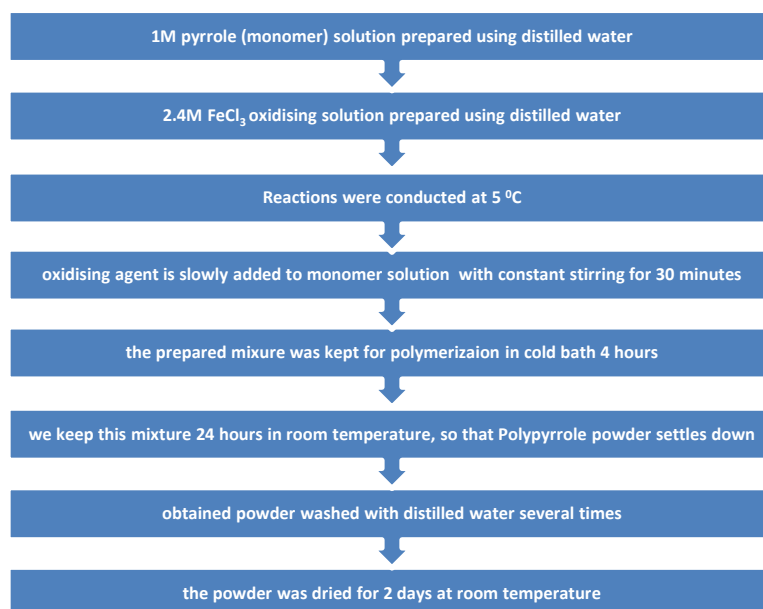 1M pyrrole (monomer) solution prepared using distilled water
2.4M FeCl₃ oxidising solution prepared using distilled water
Reactions were conducted at 5 ⁰C
oxidising agent is slowly added to monomer solution with constant stirring for 30 minutes
the prepared mixure was kept for polymerizaion in cold bath 4 hours
we keep this mixture 24 hours in room temperature, so that Polypyrrole powder settles down
obtained powder washed with distilled water several times
the powder was dried for 2 days at room temperature